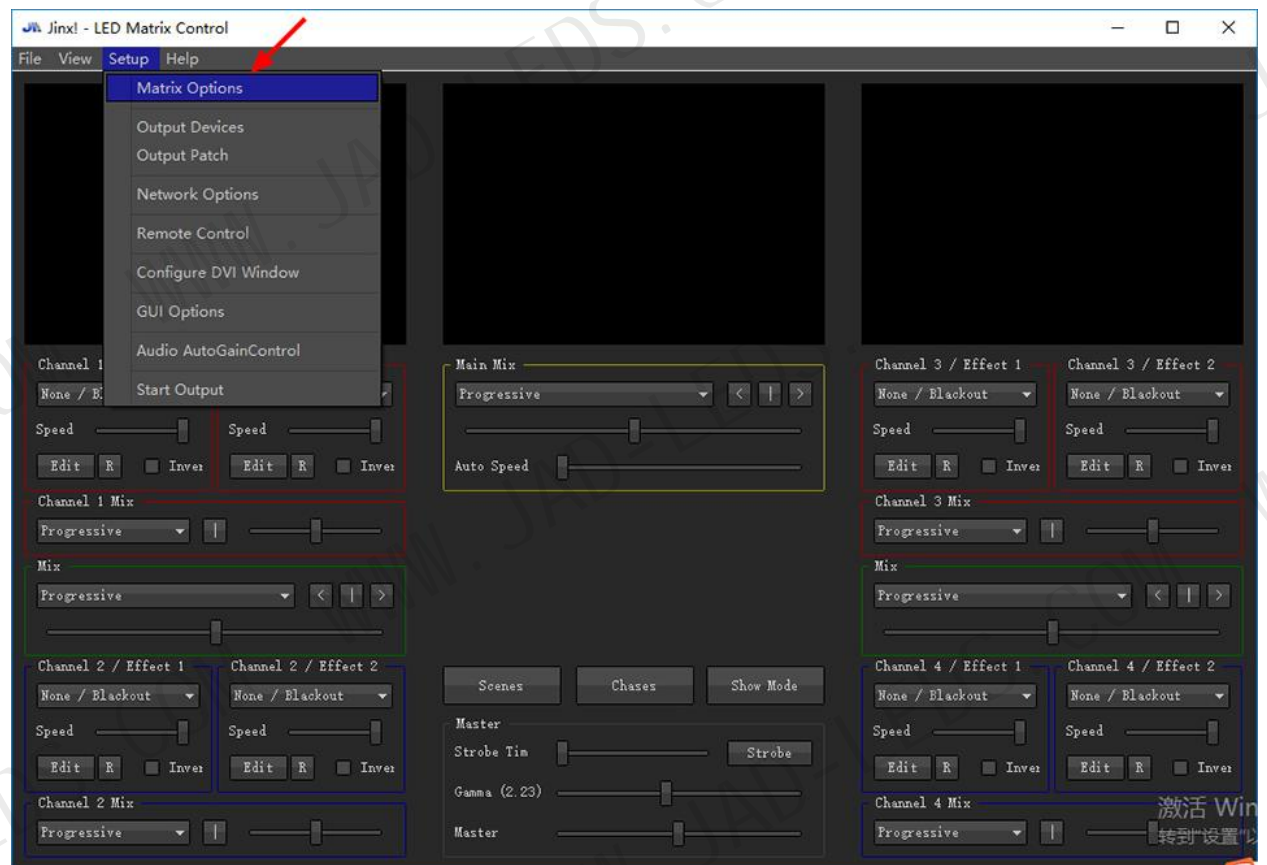 Jinx! - LED Matrix Control
File View Setup Help
Matrix Options
Output Devices
Output Patch
Network Options
Remote Control
Configure DVI Window
GUI Options
Audio AutoGainControl
Start Output
Channel 1
None / B
Speed Speed
Edit R Inver Edit R Inver
Channel 1 Mix
Progressive |
Mix
Progressive < | >
Channel 2 / Effect 1 Channel 2 / Effect 2
None / Blackout None / Blackout
Speed Speed
Edit R Inver Edit R Inver
Channel 2 Mix
Progressive |
Main Mix
Progressive < | >
Auto Speed
Scenes Chases Show Mode
Master
Strobe Tim Strobe
Gamma (2.23)
Master
Channel 3 / Effect 1 Channel 3 / Effect 2
None / Blackout None / Blackout
Speed Speed
Edit R Inver Edit R Inver
Channel 3 Mix
Progressive |
Mix
Progressive < | >
Channel 4 / Effect 1 Channel 4 / Effect 2
None / Blackout None / Blackout
Speed Speed
Edit R Inver Edit R Inver
Channel 4 Mix
Progressive |
激活 Win
转到"设置"以
WWW.JAD-LEDS.COM